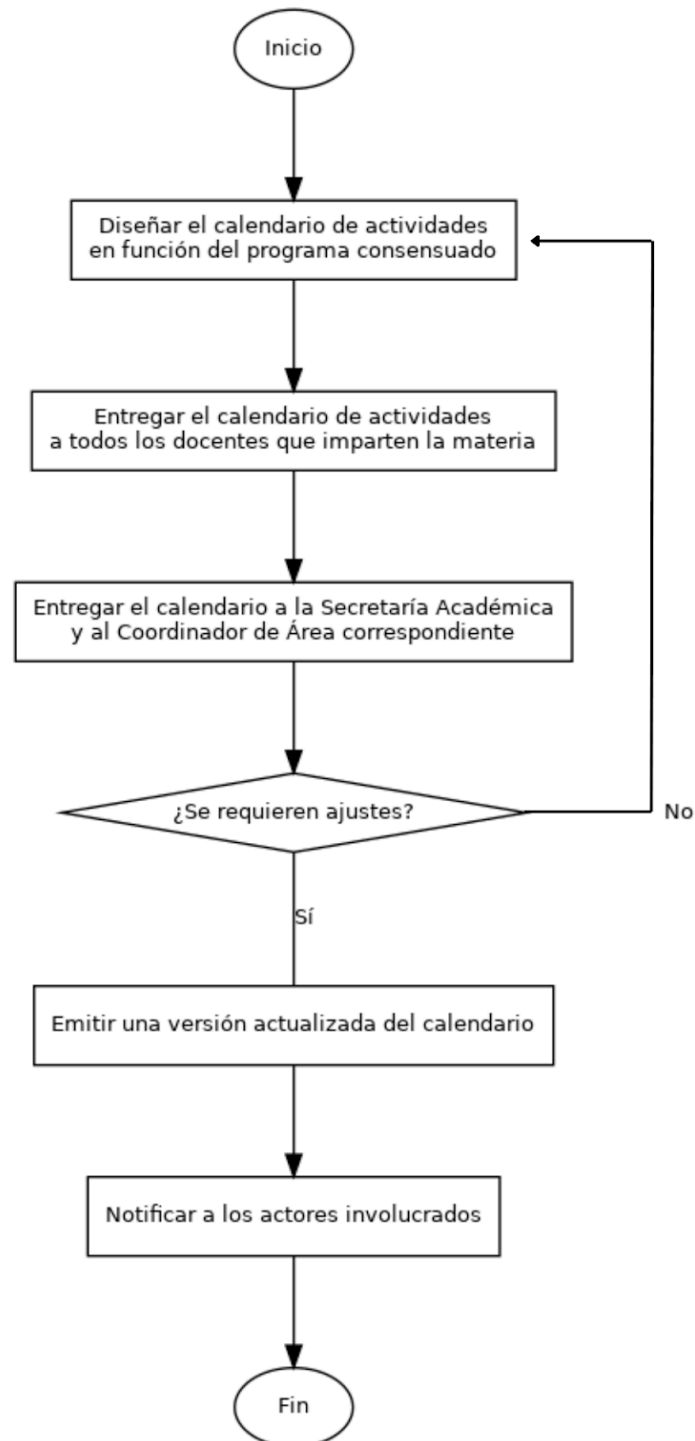 Inicio
Diseñar el calendario de actividades
en función del programa consensuado
Entregar el calendario de actividades
a todos los docentes que imparten la materia
Entregar el calendario a la Secretaría Académica
y al Coordinador de Área correspondiente
¿Se requieren ajustes?
No
Sí
Emitir una versión actualizada del calendario
Notificar a los actores involucrados
Fin